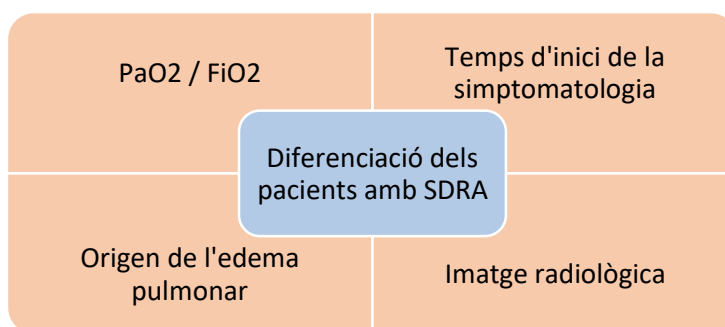 PaO2 / FiO2
Temps d'inici de la
simptomatologia
Diferenciació dels
pacients amb SDRA
Origen de l'edema
pulmonar
Imatge radiològica